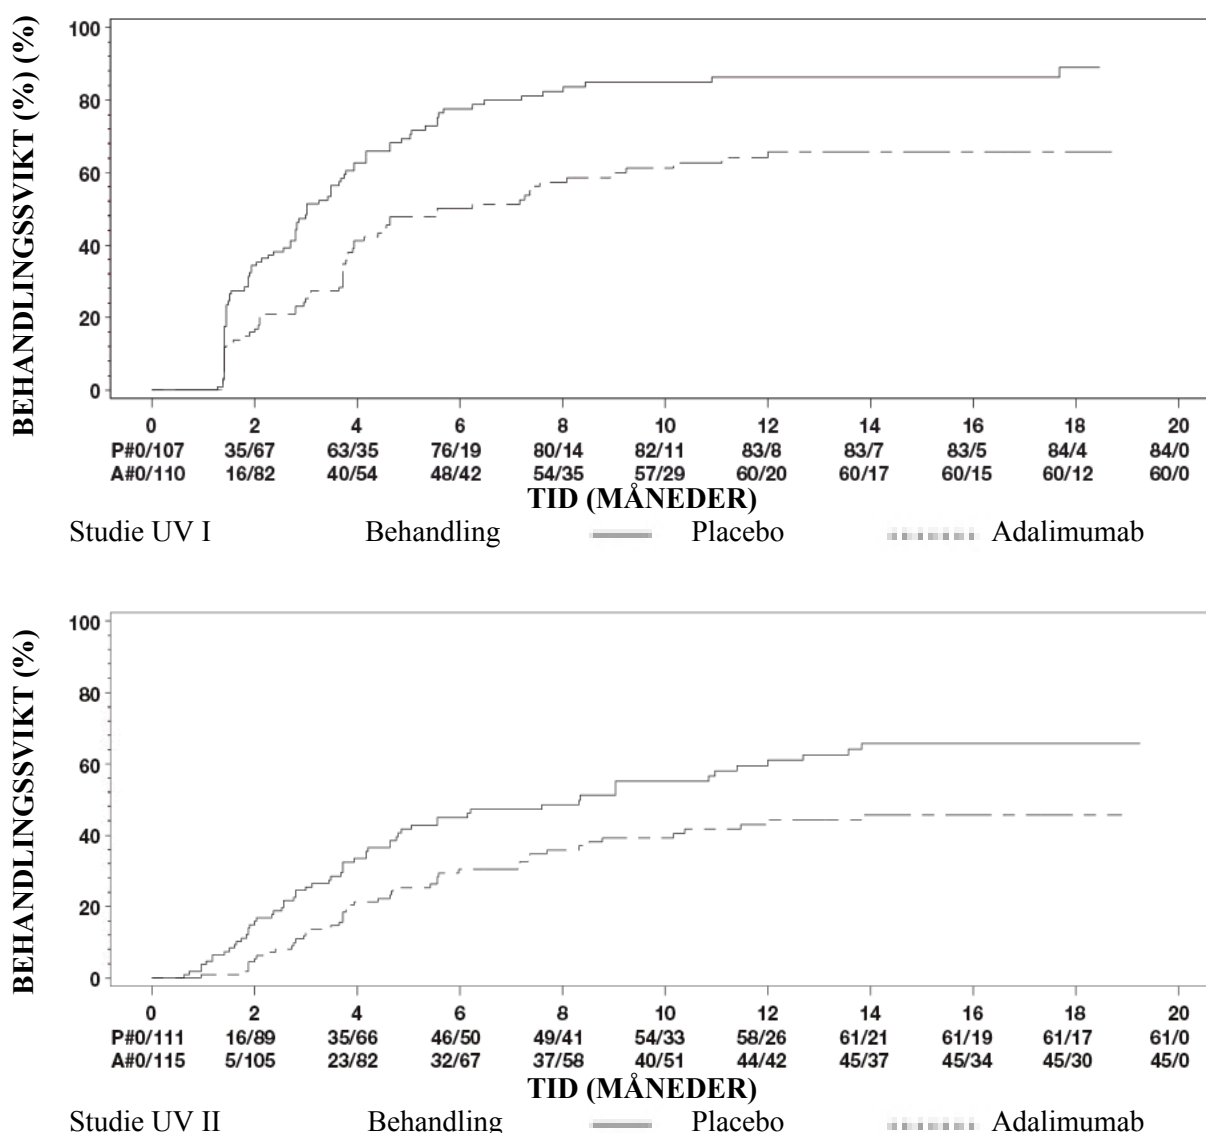 BEHANDLINGSSVIKT (%) (%)
100
80
60
40
20
0
0 2 4 6 8 10 12 14 16 18 20
P#0/107 35/67 63/35 76/19 80/14 82/11 83/8 83/7 83/5 84/4 84/0
A#0/110 16/82 40/54 48/42 54/35 57/29 60/20 60/17 60/15 60/12 60/0
TID (MÅNEDER)
Studie UV I Behandling Placebo Adalimumab
BEHANDLINGSSVIKT (%)
100
80
60
40
20
0
0 2 4 6 8 10 12 14 16 18 20
P#0/111 16/89 35/66 46/50 49/41 54/33 58/26 61/21 61/19 61/17 61/0
A#0/115 5/105 23/82 32/67 37/58 40/51 44/42 45/37 45/34 45/30 45/0
TID (MÅNEDER)
Studie UV II Behandling Placebo Adalimumab